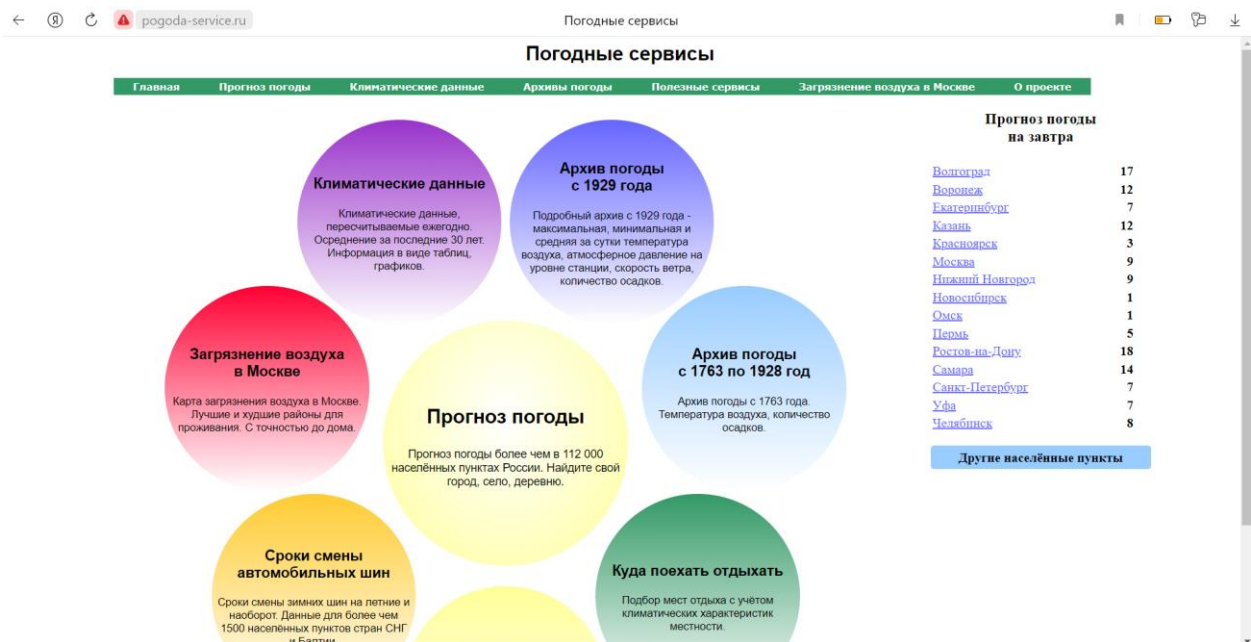 pogoda-service.ru
Погодные сервисы
Погодные сервисы
Главная Прогноз погоды Климатические данные Архивы погоды Полезные сервисы Загрязнение воздуха в Москве О проекте
Климатические данные
Климатические данные,
пересчитываемые ежегодно.
Осреднение за последние 30 лет.
Информация в виде таблиц,
графиков.
Архив погоды
с 1929 года
Подробный архив с 1929 года -
максимальная, минимальная и
средняя за сутки температура
воздуха, атмосферное давление на
уровне станции, скорость ветра,
количество осадков.
Загрязнение воздуха
в Москве
Карта загрязнения воздуха в Москве.
Лучшие и худшие районы для
проживания. С точностью до дома.
Прогноз погоды
Прогноз погоды более чем в 112 000
населённых пунктах России. Найдите свой
город, село, деревню.
Архив погоды
с 1763 по 1928 год
Архив погоды с 1763 года.
Температура воздуха, количество
осадков.
Сроки смены
автомобильных шин
Сроки смены зимних шин на летние и
наоборот. Данные для более чем
1500 населённых пунктов стран СНГ
и Балтии
Куда поехать отдыхать
Подбор мест отдыха с учётом
климатических характеристик
местности.
Прогноз погоды
на завтра
Волгоград 17
Воронеж 12
Екатеринбург 7
Казань 12
Красноярск 3
Москва 9
Нижний Новгород 9
Новосибирск 1
Омск 1
Пермь 5
Ростов-на-Дону 18
Самара 14
Санкт-Петербург 7
Уфа 7
Челябинск 8
Другие населённые пункты